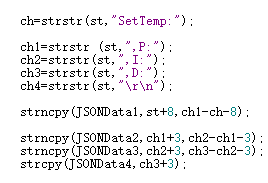 ch=strstr(st,"SetTemp:");
ch1=strstr (st,",P:");
ch2=strstr(st,",I:");
ch3=strstr(st,",D:");
ch4=strstr(st,"\r\n");
strncpy(JSONData1,st+8,ch1-ch-8);
strncpy(JSONData2,ch1+3,ch2-ch1-3);
strncpy(JSONData3,ch2+3,ch3-ch2-3);
strcpy(JSONData4,ch3+3);